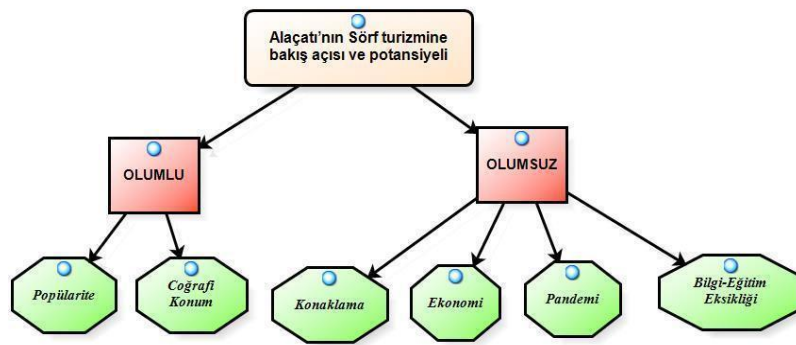 Alaçatı'nın Sörf turizmine
bakış açısı ve potansiyeli
OLUMLU
OLUMSUZ
Popülarite
Coğrafi
Konum
Konaklama
Ekonomi
Pandemi
Bilgi-Eğitim
Eksikliği